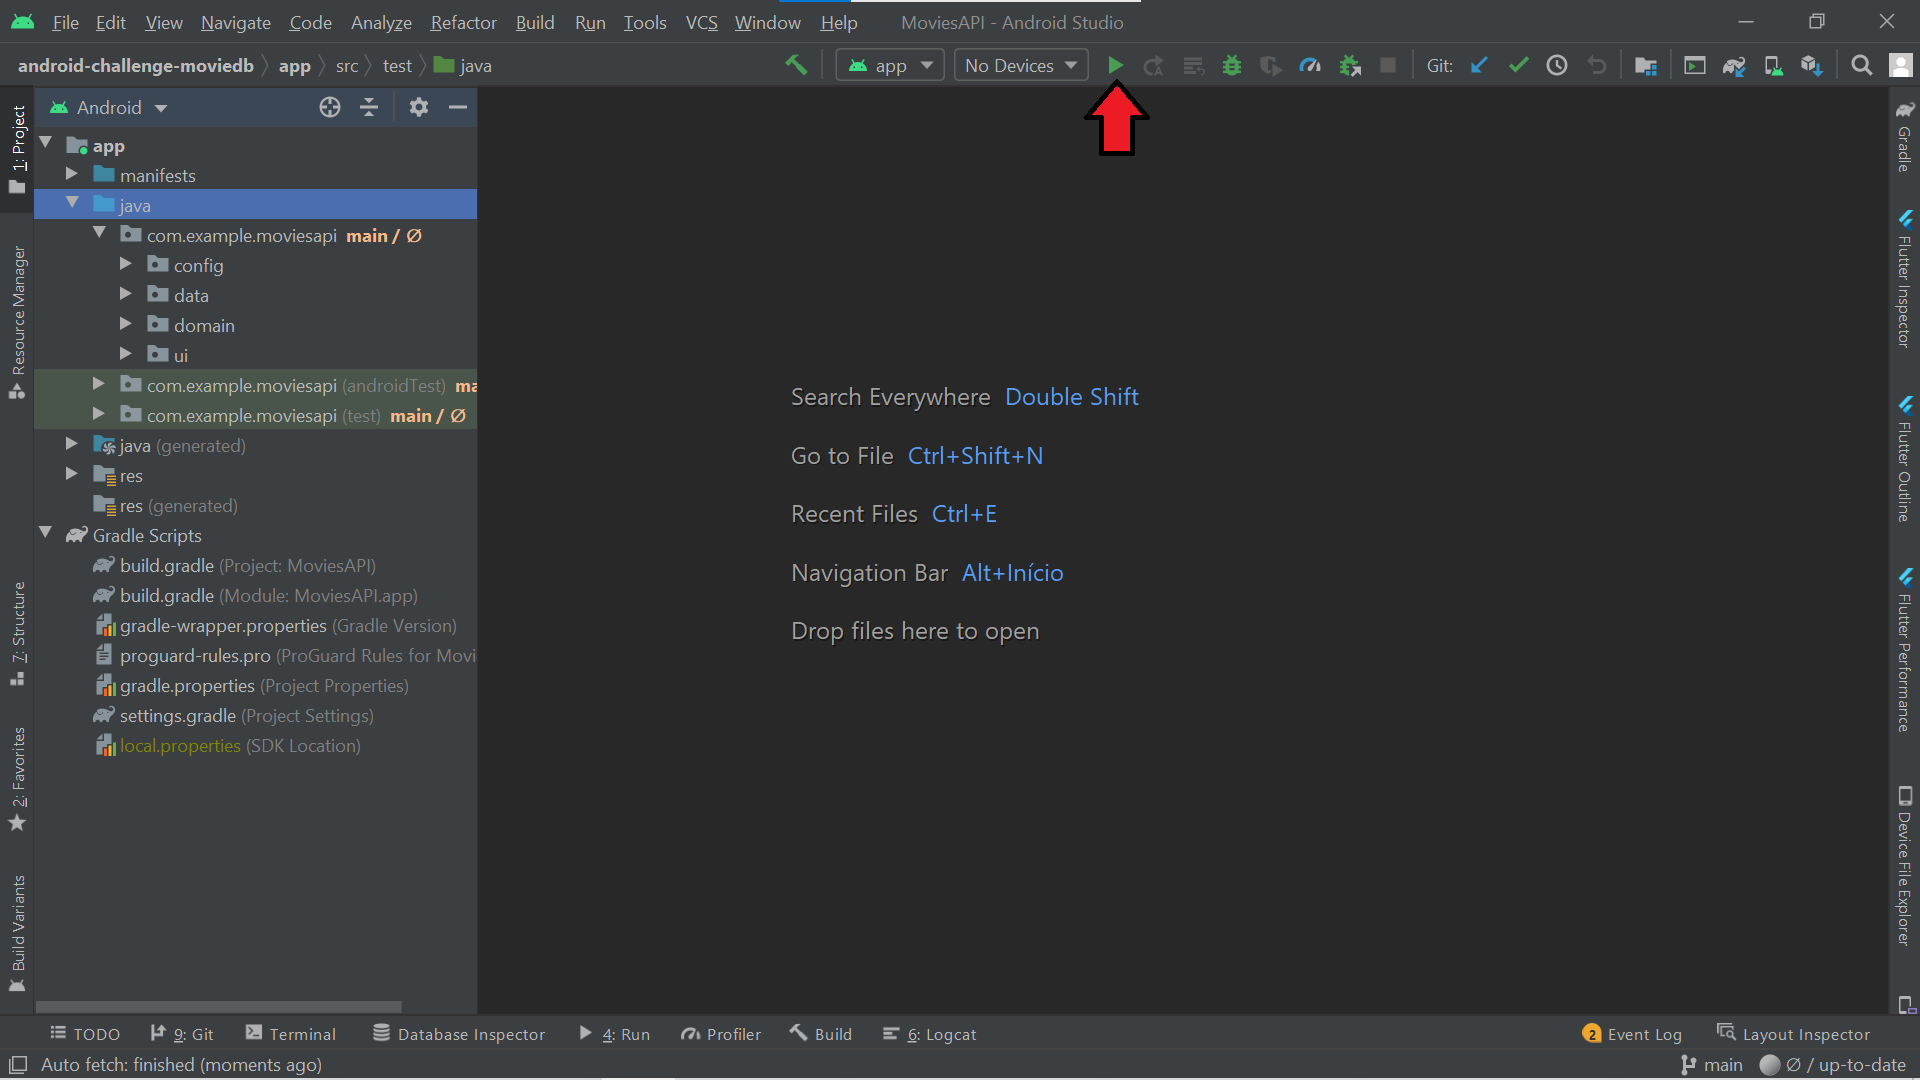 File Edit View Navigate Code Analyze Refactor Build Run Tools VCS Window Help MoviesAPI - Android Studio
android-challenge-moviedb app src test java app No Devices Git:
Android
app
manifests
java
com.example.moviesapi main / Ø
config
data
domain
ui
com.example.moviesapi (androidTest) ma
com.example.moviesapi (test) main / Ø
java (generated)
res
res (generated)
Gradle Scripts
build.gradle (Project: MoviesAPI)
build.gradle (Module: MoviesAPI.app)
gradle-wrapper.properties (Gradle Version)
proguard-rules.pro (ProGuard Rules for Movi
gradle.properties (Project Properties)
settings.gradle (Project Settings)
local.properties (SDK Location)
1: Project
Resource Manager
7: Structure
2: Favorites
Build Variants
Search Everywhere Double Shift
Go to File Ctrl+Shift+N
Recent Files Ctrl+E
Navigation Bar Alt+Início
Drop files here to open
Gradle
Flutter Inspector
Flutter Outline
Flutter Performance
Device File Explorer
TODO 9: Git Terminal Database Inspector 4: Run Profiler Build 6: Logcat 2 Event Log Layout Inspector
Auto fetch: finished (moments ago) main Ø / up-to-date